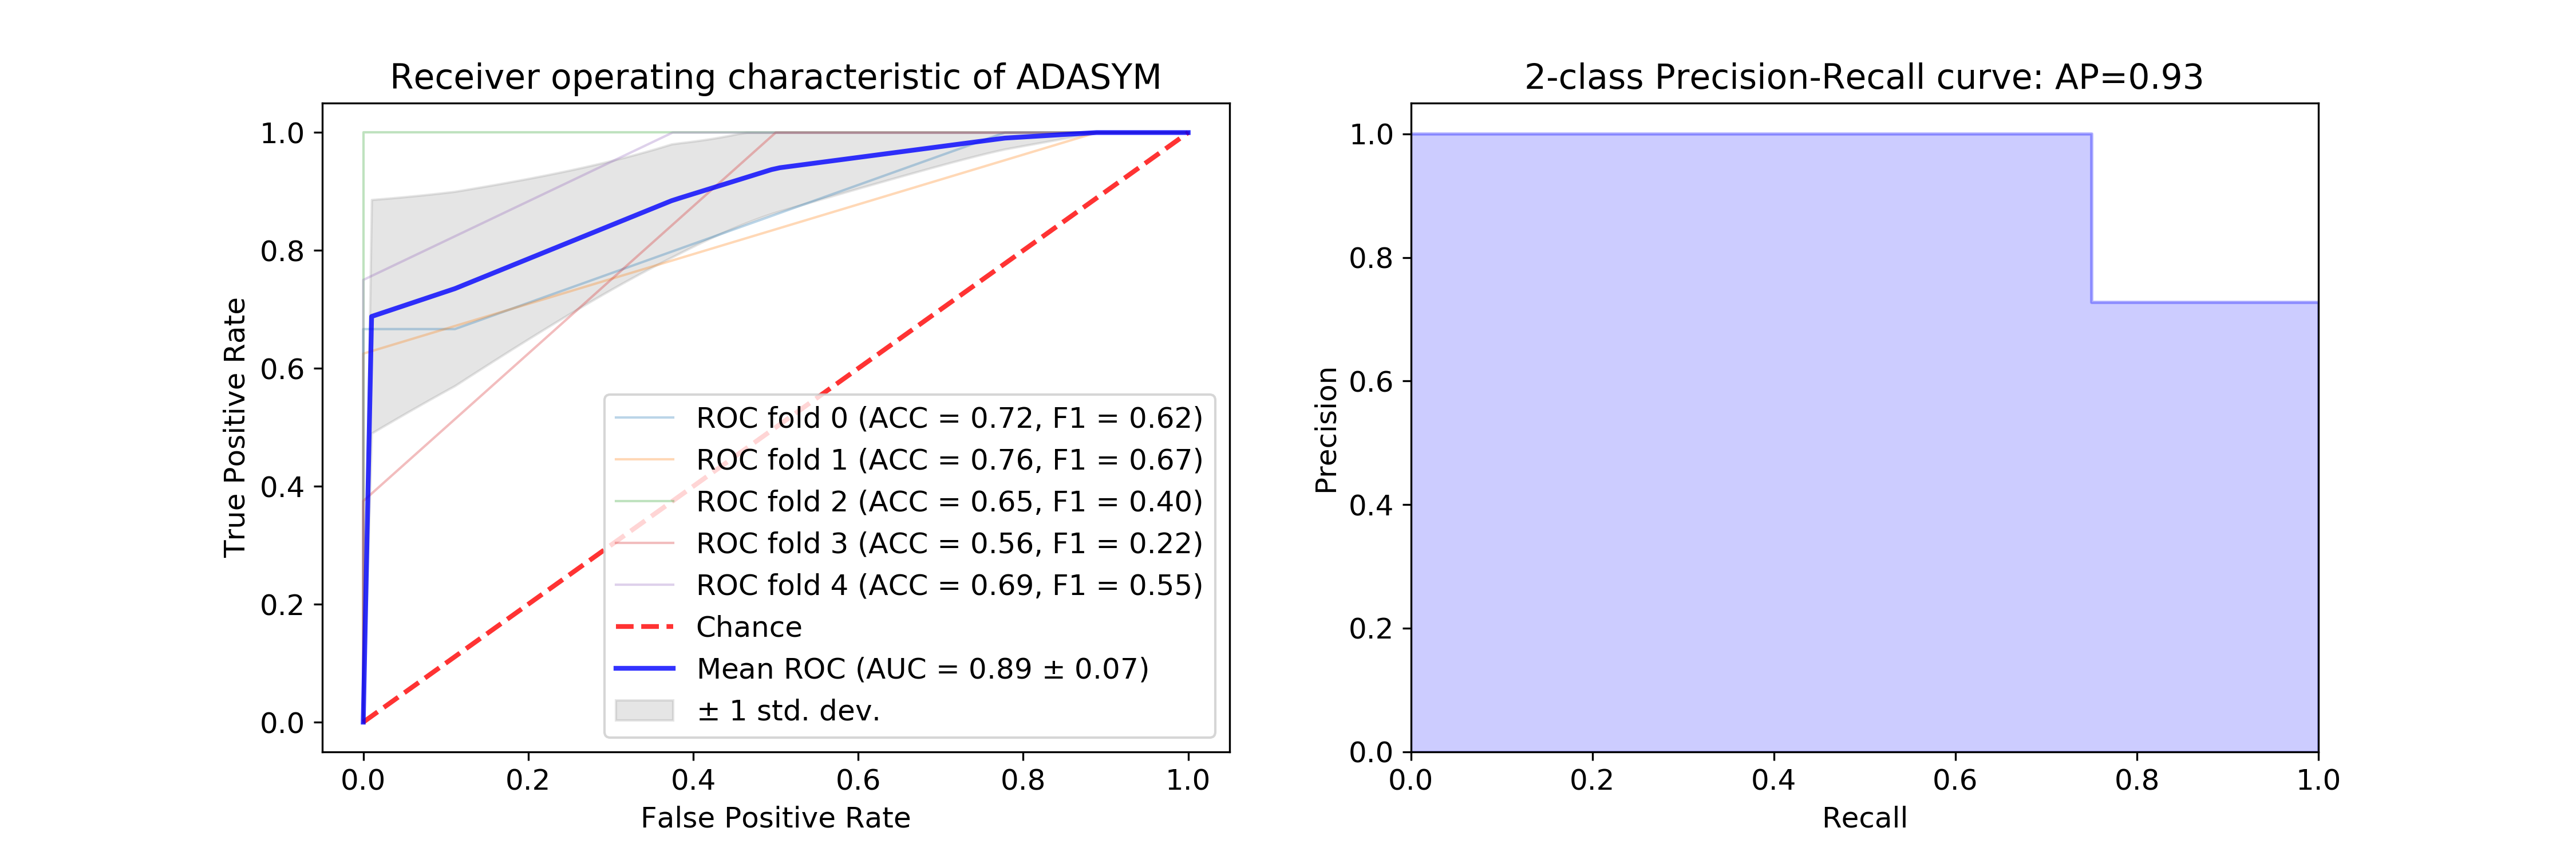 Receiver operating characteristic of ADASYM
True Positive Rate
1.0
0.8
0.6
0.4
0.2
0.0
ROC fold 0 (ACC = 0.72, F1 = 0.62)
ROC fold 1 (ACC = 0.76, F1 = 0.67)
ROC fold 2 (ACC = 0.65, F1 = 0.40)
ROC fold 3 (ACC = 0.56, F1 = 0.22)
ROC fold 4 (ACC = 0.69, F1 = 0.55)
Chance
Mean ROC (AUC = 0.89 ± 0.07)
± 1 std. dev.
0.0 0.2 0.4 0.6 0.8 1.0
False Positive Rate
2-class Precision-Recall curve: AP=0.93
Precision
1.0
0.8
0.6
0.4
0.2
0.0
0.0 0.2 0.4 0.6 0.8 1.0
Recall